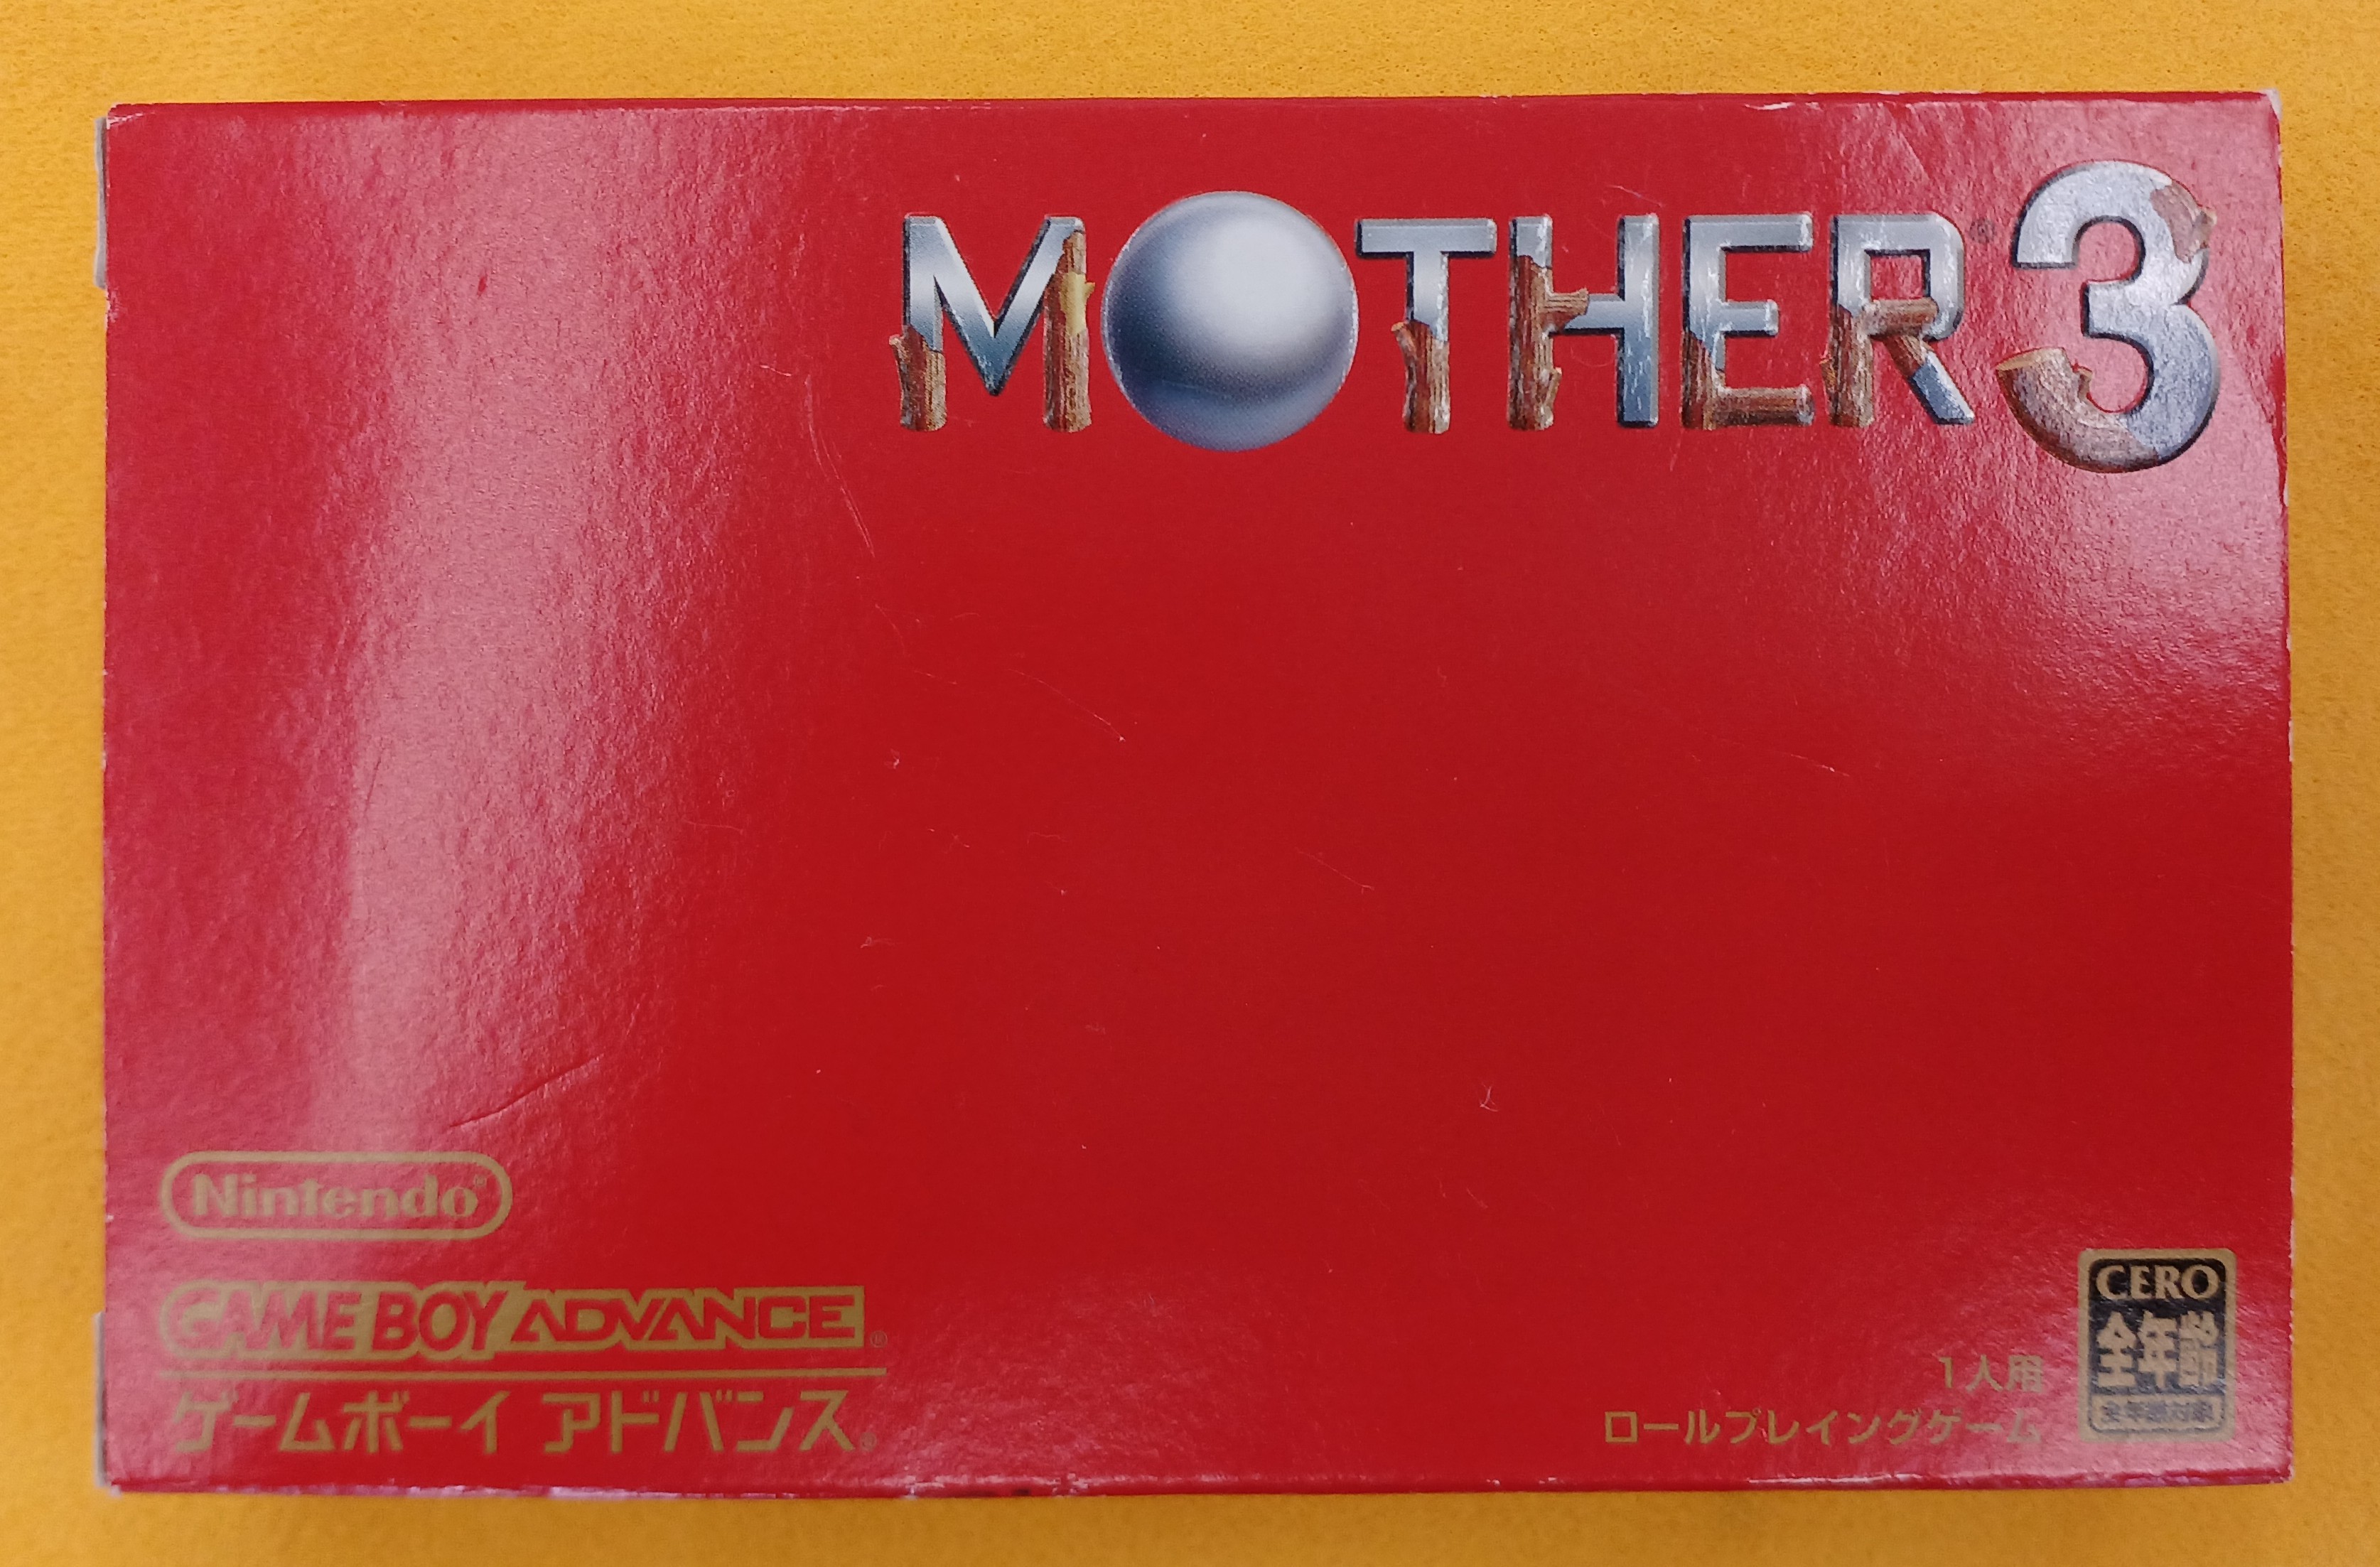 MOTHER® 3
Nintendo®
GAME BOY ADVANCE®
ゲームボーイ アドバンス®
1人用
ロールプレイングゲーム
CERO
全年齢
全年齢対象